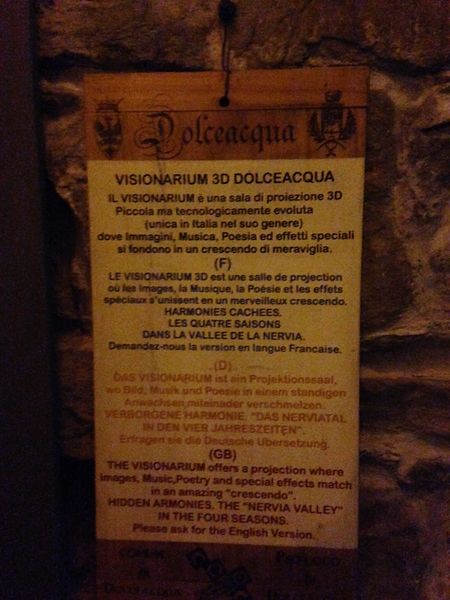 Dolceacqua
VISIONARIUM 3D DOLCEACQUA
IL VISIONARIUM è una sala di proiezione 3D
Piccola ma tecnologicamente evoluta
(unica in Italia nel suo genere)
dove Immagini, Musica, Poesia ed effetti speciali
si fondono in un crescendo di meraviglia.
(F)
LE VISIONARIUM 3D est une salle de projection
où les images, la Musique, la Poésie et les effets
spéciaux s'unissent en un merveilleux crescendo.
HARMONIES CACHEES.
LES QUATRE SAISONS
DANS LA VALLEE DE LA NERVIA.
Demandez-nous la version en langue Francaise.
(D)
DAS VISIONARIUM ist ein Projektionssaal,
wo Bild, Musik und Poesie in einem standigen
Anwachsen miteinader verschmelzen.
VERBORGENE HARMONIE. "DAS NERVIATAL
IN DEN VIER JAHRESZEITEN".
Erfragen sie die Deutsche Ubersetzung.
(GB)
THE VISIONARIUM offers a projection where
Images, Music,Poetry and special effects match
in an amazing "crescendo".
HIDDEN ARMONIES. THE "NERVIA VALLEY"
IN THE FOUR SEASONS.
Please ask for the English Version.